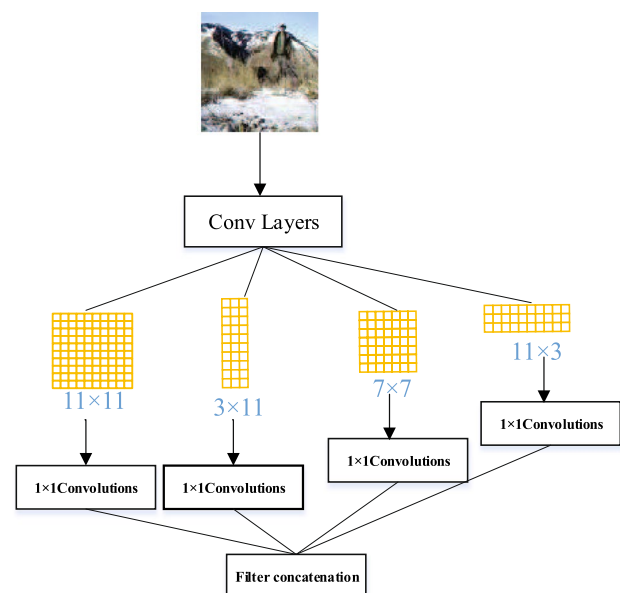 Conv Layers
11×11
3×11
7×7
11×3
1×1Convolutions
1×1Convolutions
1×1Convolutions
1×1Convolutions
Filter concatenation